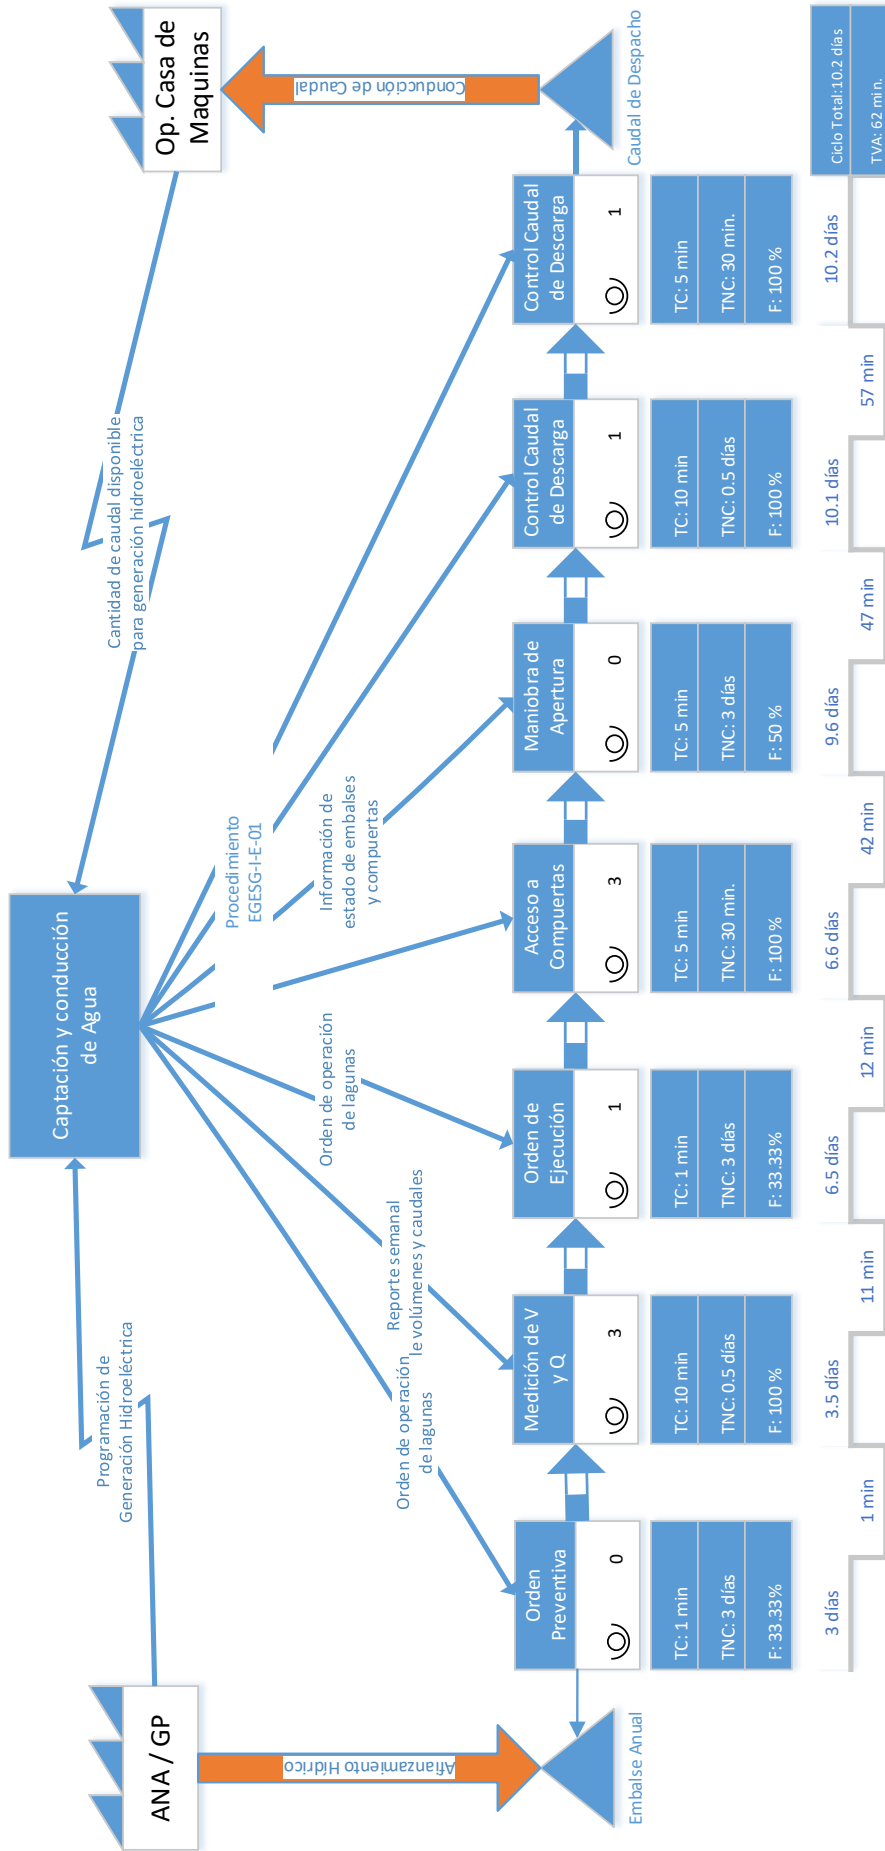 ANA / GP
Programación de
Generación Hidroeléctrica
Captación y conducción
de Agua
Cantidad de caudal disponible
para generación hidroeléctrica
Op. Casa de
Maquinas
Afianzamiento Hídrico
Embalse Anual
Orden de operación
de lagunas
Reporte semanal
le volúmenes y caudales
Orden de operación
de lagunas
Procedimiento
EGESG-I-E-01
Información de
estado de embalses
y compuertas
Conducción de Caudal
Caudal de Despacho
Orden
Preventiva
0
TC: 1 min
TNC: 3 días
F: 33.33%
Medición de V
y Q
3
TC: 10 min
TNC: 0.5 días
F: 100 %
Orden de
Ejecución
1
TC: 1 min
TNC: 3 días
F: 33.33%
Acceso a
Compuertas
3
TC: 5 min
TNC: 30 min.
F: 100 %
Maniobra de
Apertura
0
TC: 5 min
TNC: 3 días
F: 50 %
Control Caudal
de Descarga
1
TC: 10 min
TNC: 0.5 días
F: 100 %
Control Caudal
de Descarga
1
TC: 5 min
TNC: 30 min.
F: 100 %
3 días
1 min
3.5 días
11 min
6.5 días
12 min
6.6 días
42 min
9.6 días
47 min
10.1 días
57 min
10.2 días
Ciclo Total:10.2 días
TVA: 62 min.